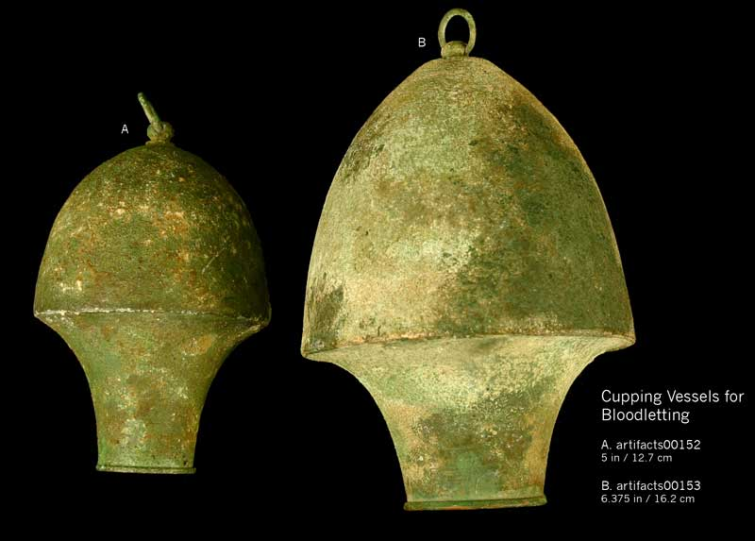 A
B
Cupping Vessels for
Bloodletting
A. artifacts00152
5 in / 12.7 cm
B. artifacts00153
6.375 in / 16.2 cm